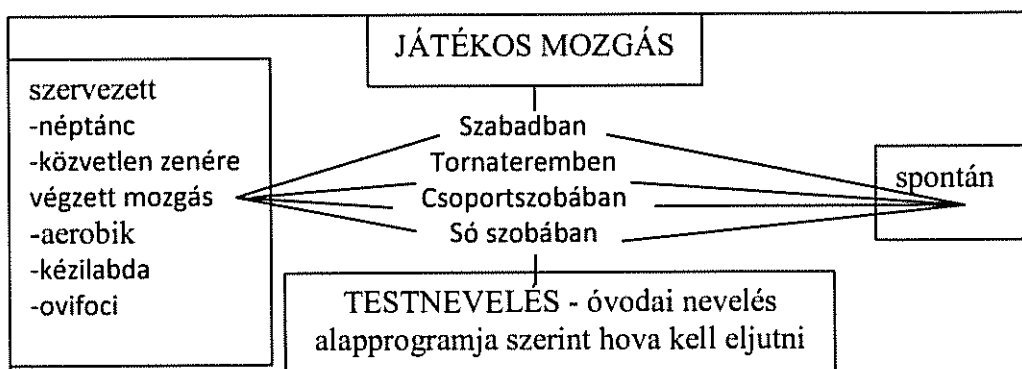 JÁTÉKOS MOZGÁS
szervezett
-néptánc
-közvetlen zenére
végzett mozgás
-aerobik
-kézilabda
-ovifoci
Szabadban
Tornateremben
Csoportszobában
Só szobában
spontán
TESTNEVELÉS - óvodai nevelés
alapprogramja szerint hova kell eljutni